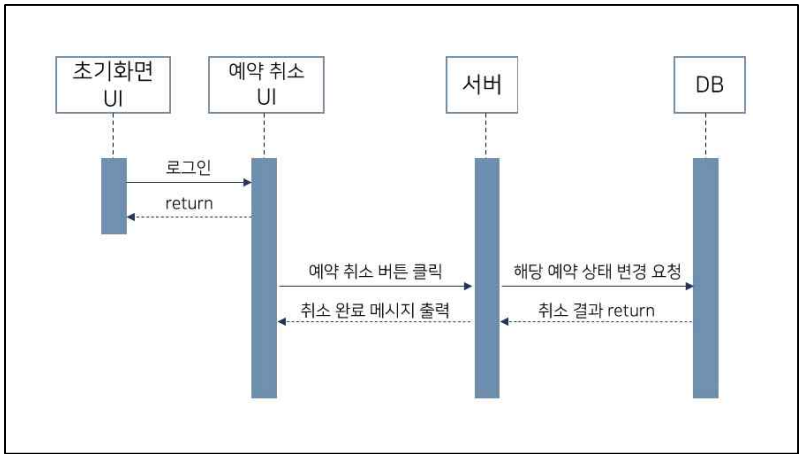 초기화면
UI
예약 취소
UI
서버
DB
로그인
return
예약 취소 버튼 클릭
해당 예약 상태 변경 요청
취소 완료 메시지 출력
취소 결과 return